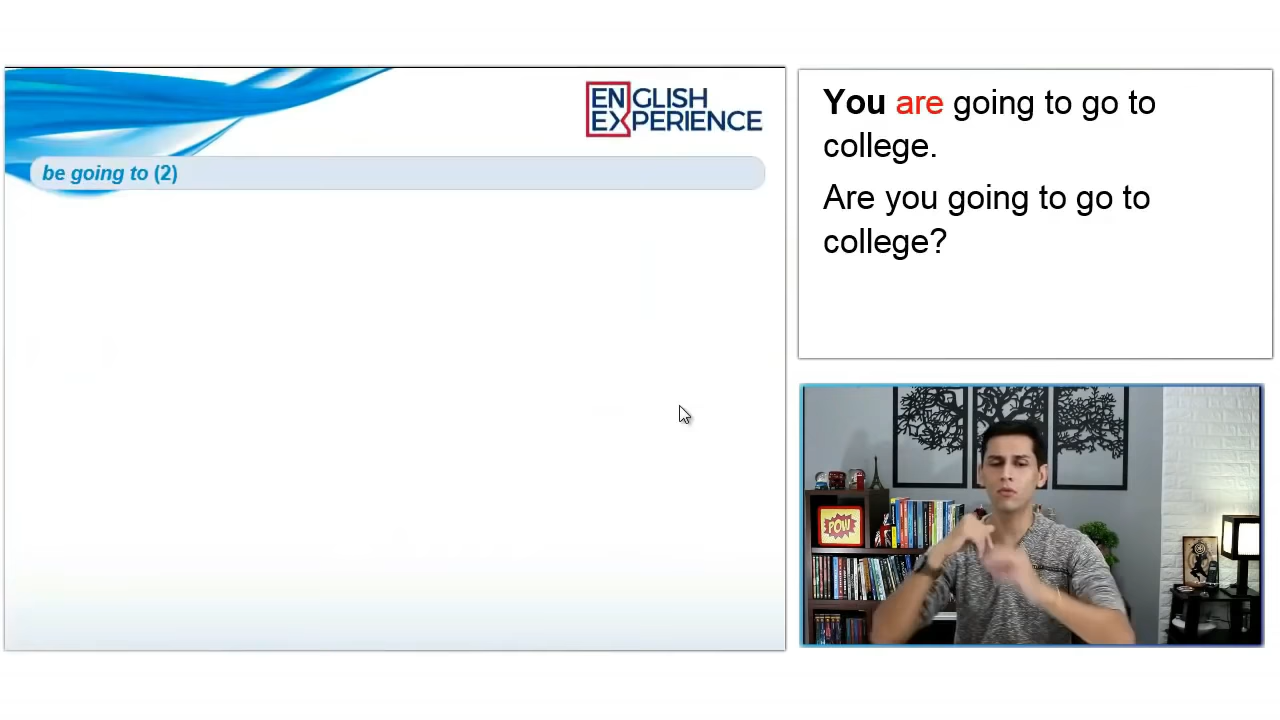 ENGLISH
EXPERIENCE
be going to (2)
You are going to go to
college.
Are you going to go to
college?
POW